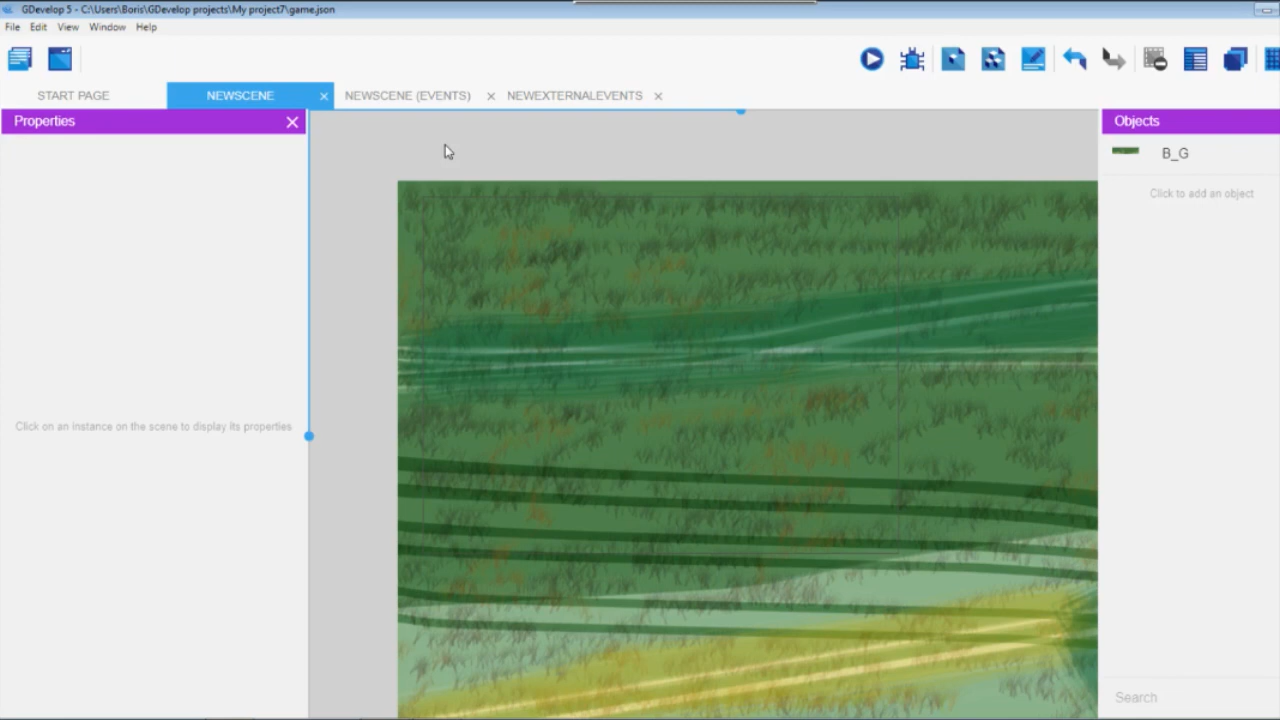 GDevelop 5 - C:\Users\Boris\GDevelop projects\My project7\game.json
File Edit View Window Help
START PAGE NEWSCENE NEWSCENE (EVENTS) NEWEXTERNALEVENTS
Properties
Objects
B_G
Click to add an object
Click on an instance on the scene to display its properties
Search